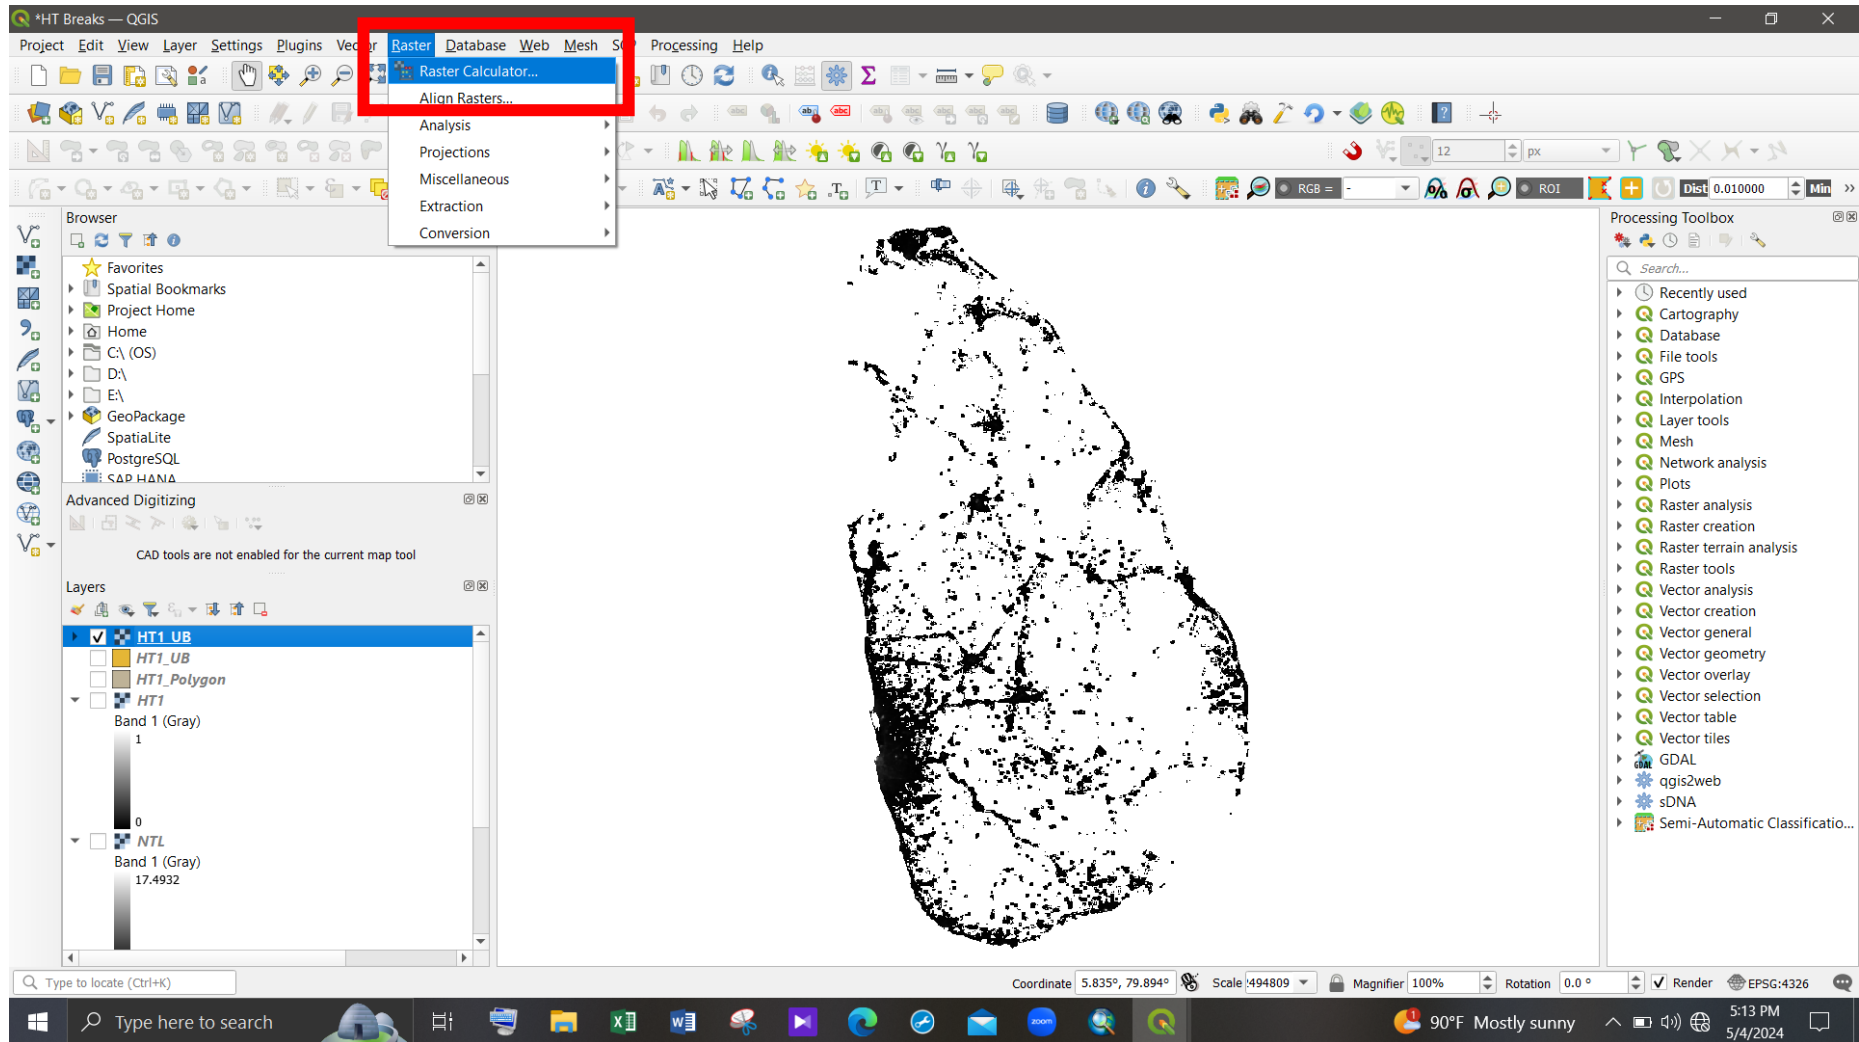 *HT Breaks — QGIS
Project Edit View Layer Settings Plugins Vector Raster Database Web Mesh SCP Processing Help
Raster Calculator...
Align Rasters...
Analysis
Projections
Miscellaneous
Extraction
Conversion
12 px
RGB = - ROI Dist 0.010000 Min
Browser
Favorites
Spatial Bookmarks
Project Home
Home
C:\ (OS)
D:\
E:\
GeoPackage
SpatiaLite
PostgreSQL
SAP HANA
Advanced Digitizing
CAD tools are not enabled for the current map tool
Layers
HT1_UB
HT1_UB
HT1_Polygon
HT1
Band 1 (Gray)
1
0
NTL
Band 1 (Gray)
17.4932
Processing Toolbox
Search...
Recently used
Cartography
Database
File tools
GPS
Interpolation
Layer tools
Mesh
Network analysis
Plots
Raster analysis
Raster creation
Raster terrain analysis
Raster tools
Vector analysis
Vector creation
Vector general
Vector geometry
Vector overlay
Vector selection
Vector table
Vector tiles
GDAL
qgis2web
sDNA
Semi-Automatic Classificatio...
Type to locate (Ctrl+K)
Coordinate 5.835°, 79.894° Scale :494809 Magnifier 100% Rotation 0.0 ° Render EPSG:4326
Type here to search
zoom
90°F Mostly sunny
5:13 PM
5/4/2024